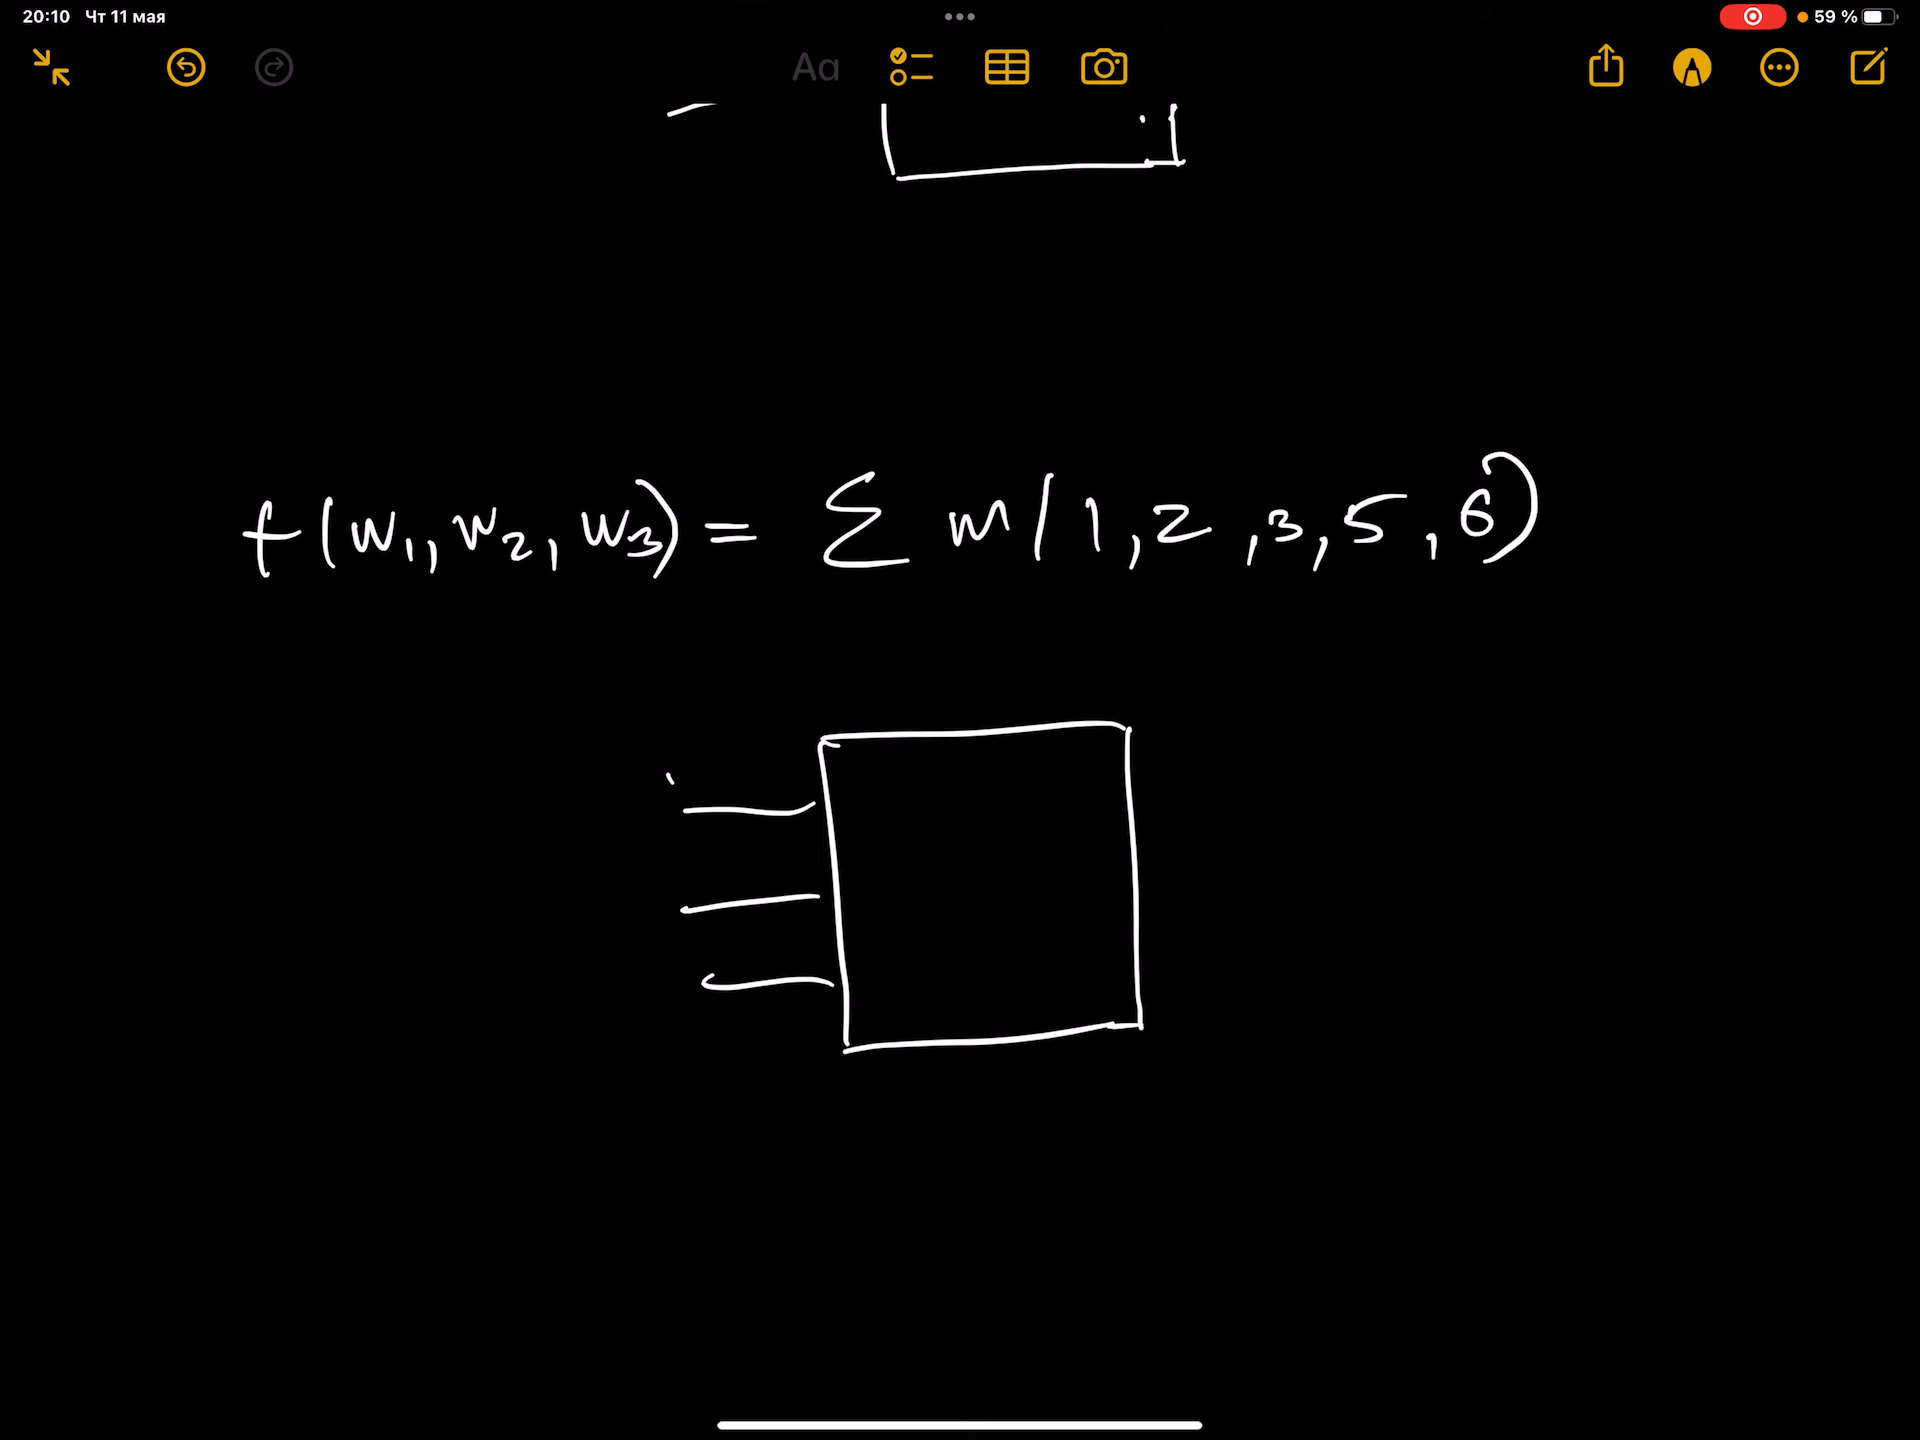 20:10 Чт 11 мая 59 %
Aa
f(w₁, w₂, w₃) = Σ m(1, 2, 3, 5, 6)